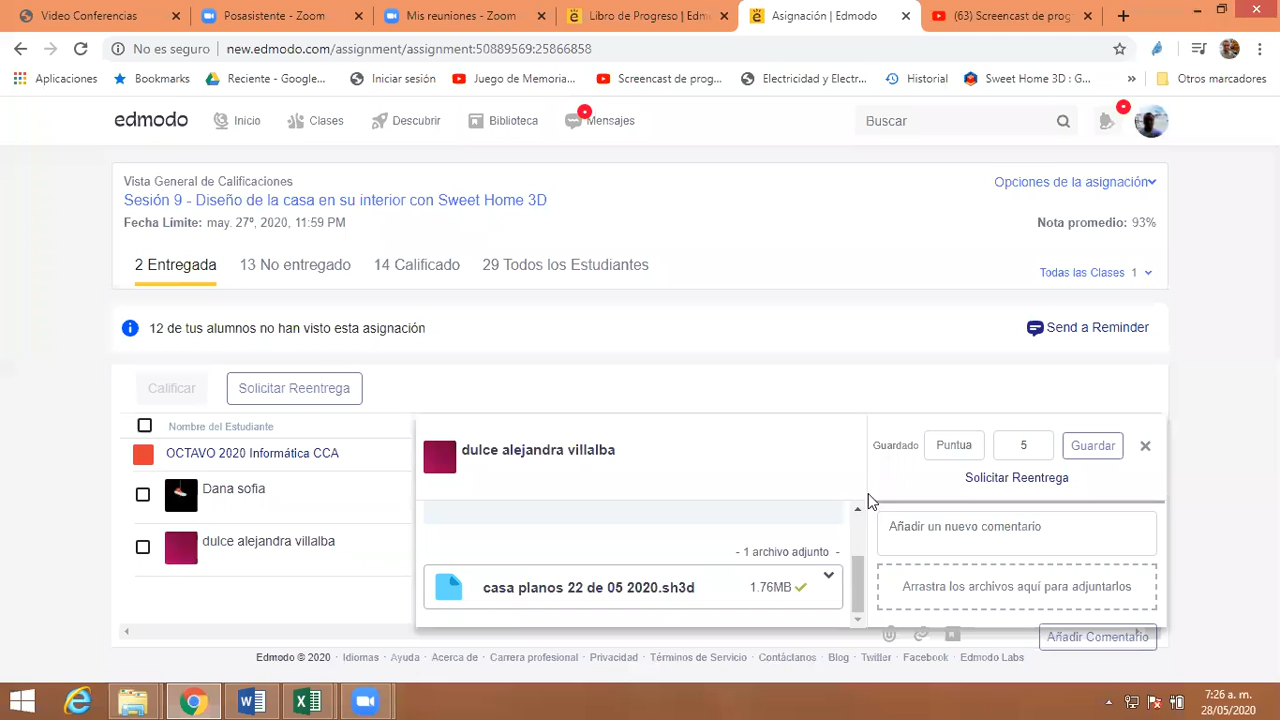 Video Conferencias
Posasistente - Zoom
Mis reuniones - Zoom
Libro de Progreso | Edm
Asignación | Edmodo
(63) Screencast de prog
No es seguro
new.edmodo.com/assignment/assignment:50889569:25866858
Aplicaciones
Bookmarks
Reciente - Google...
Iniciar sesión
Juego de Memoria...
Screencast de prog...
Electricidad y Electr...
Historial
Sweet Home 3D : G...
»
Otros marcadores
edmodo
Inicio
Clases
Descubrir
Biblioteca
Mensajes
Buscar
Vista General de Calificaciones
Opciones de la asignación
Sesión 9 - Diseño de la casa en su interior con Sweet Home 3D
Fecha Límite: may. 27º, 2020, 11:59 PM
Nota promedio: 93%
2 Entregada
13 No entregado
14 Calificado
29 Todos los Estudiantes
Todas las Clases 1
12 de tus alumnos no han visto esta asignación
Send a Reminder
Calificar
Solicitar Reentrega
Nombre del Estudiante
OCTAVO 2020 Informática CCA
Dana sofia
dulce alejandra villalba
dulce alejandra villalba
Guardado
Puntua
5
Guardar
Solicitar Reentrega
Añadir un nuevo comentario
- 1 archivo adjunto -
casa planos 22 de 05 2020.sh3d
1.76MB
Arrastra los archivos aquí para adjuntarlos
Añadir Comentario
Edmodo © 2020
Idiomas
Ayuda
Acerca de
Carrera profesional
Privacidad
Términos de Servicio
Contáctanos
Blog
Twitter
Facebook
Edmodo Labs
7:26 a. m.
28/05/2020